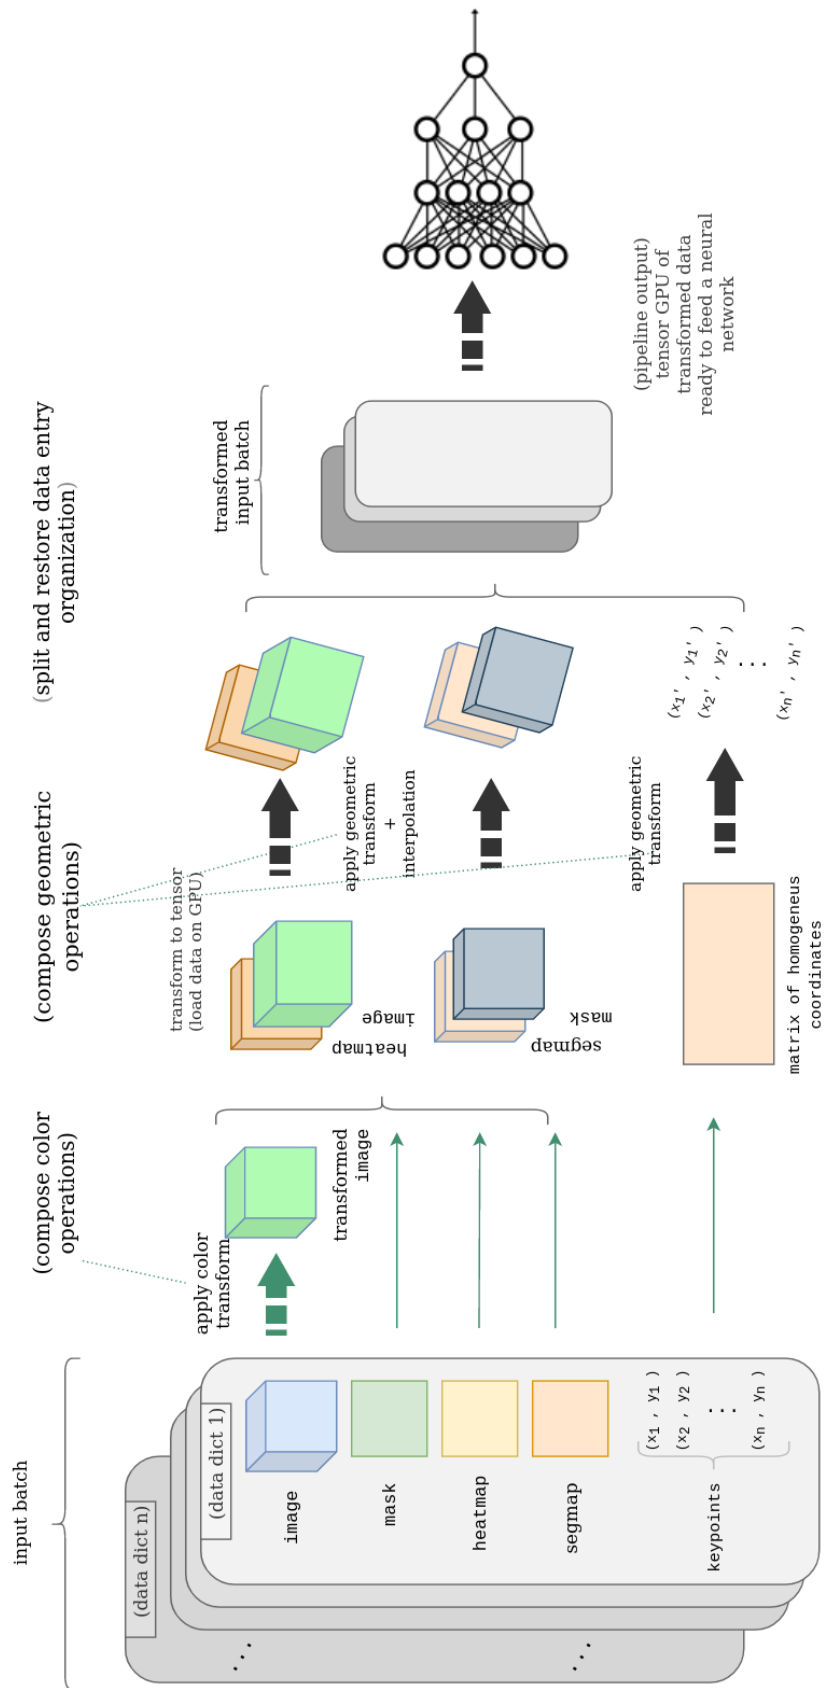 input batch
(data dict n)
(data dict 1)
...
...
image
mask
heatmap
segmap
keypoints
(x₁ , y₁ )
(x₂ , y₂ )
...
(xₙ , yₙ )
(compose color
operations)
apply color
transform
transformed
image
(compose geometric
operations)
transform to tensor
(load data on GPU)
image
heatmap
mask
segmap
matrix of homogeneus
coordinates
apply geometric
transform
+
interpolation
apply geometric
transform
(split and restore data entry
organization)
(x₁' , y₁' )
(x₂' , y₂' )
...
(xₙ' , yₙ' )
transformed
input batch
(pipeline output)
tensor GPU of
transformed data
ready to feed a neural
network